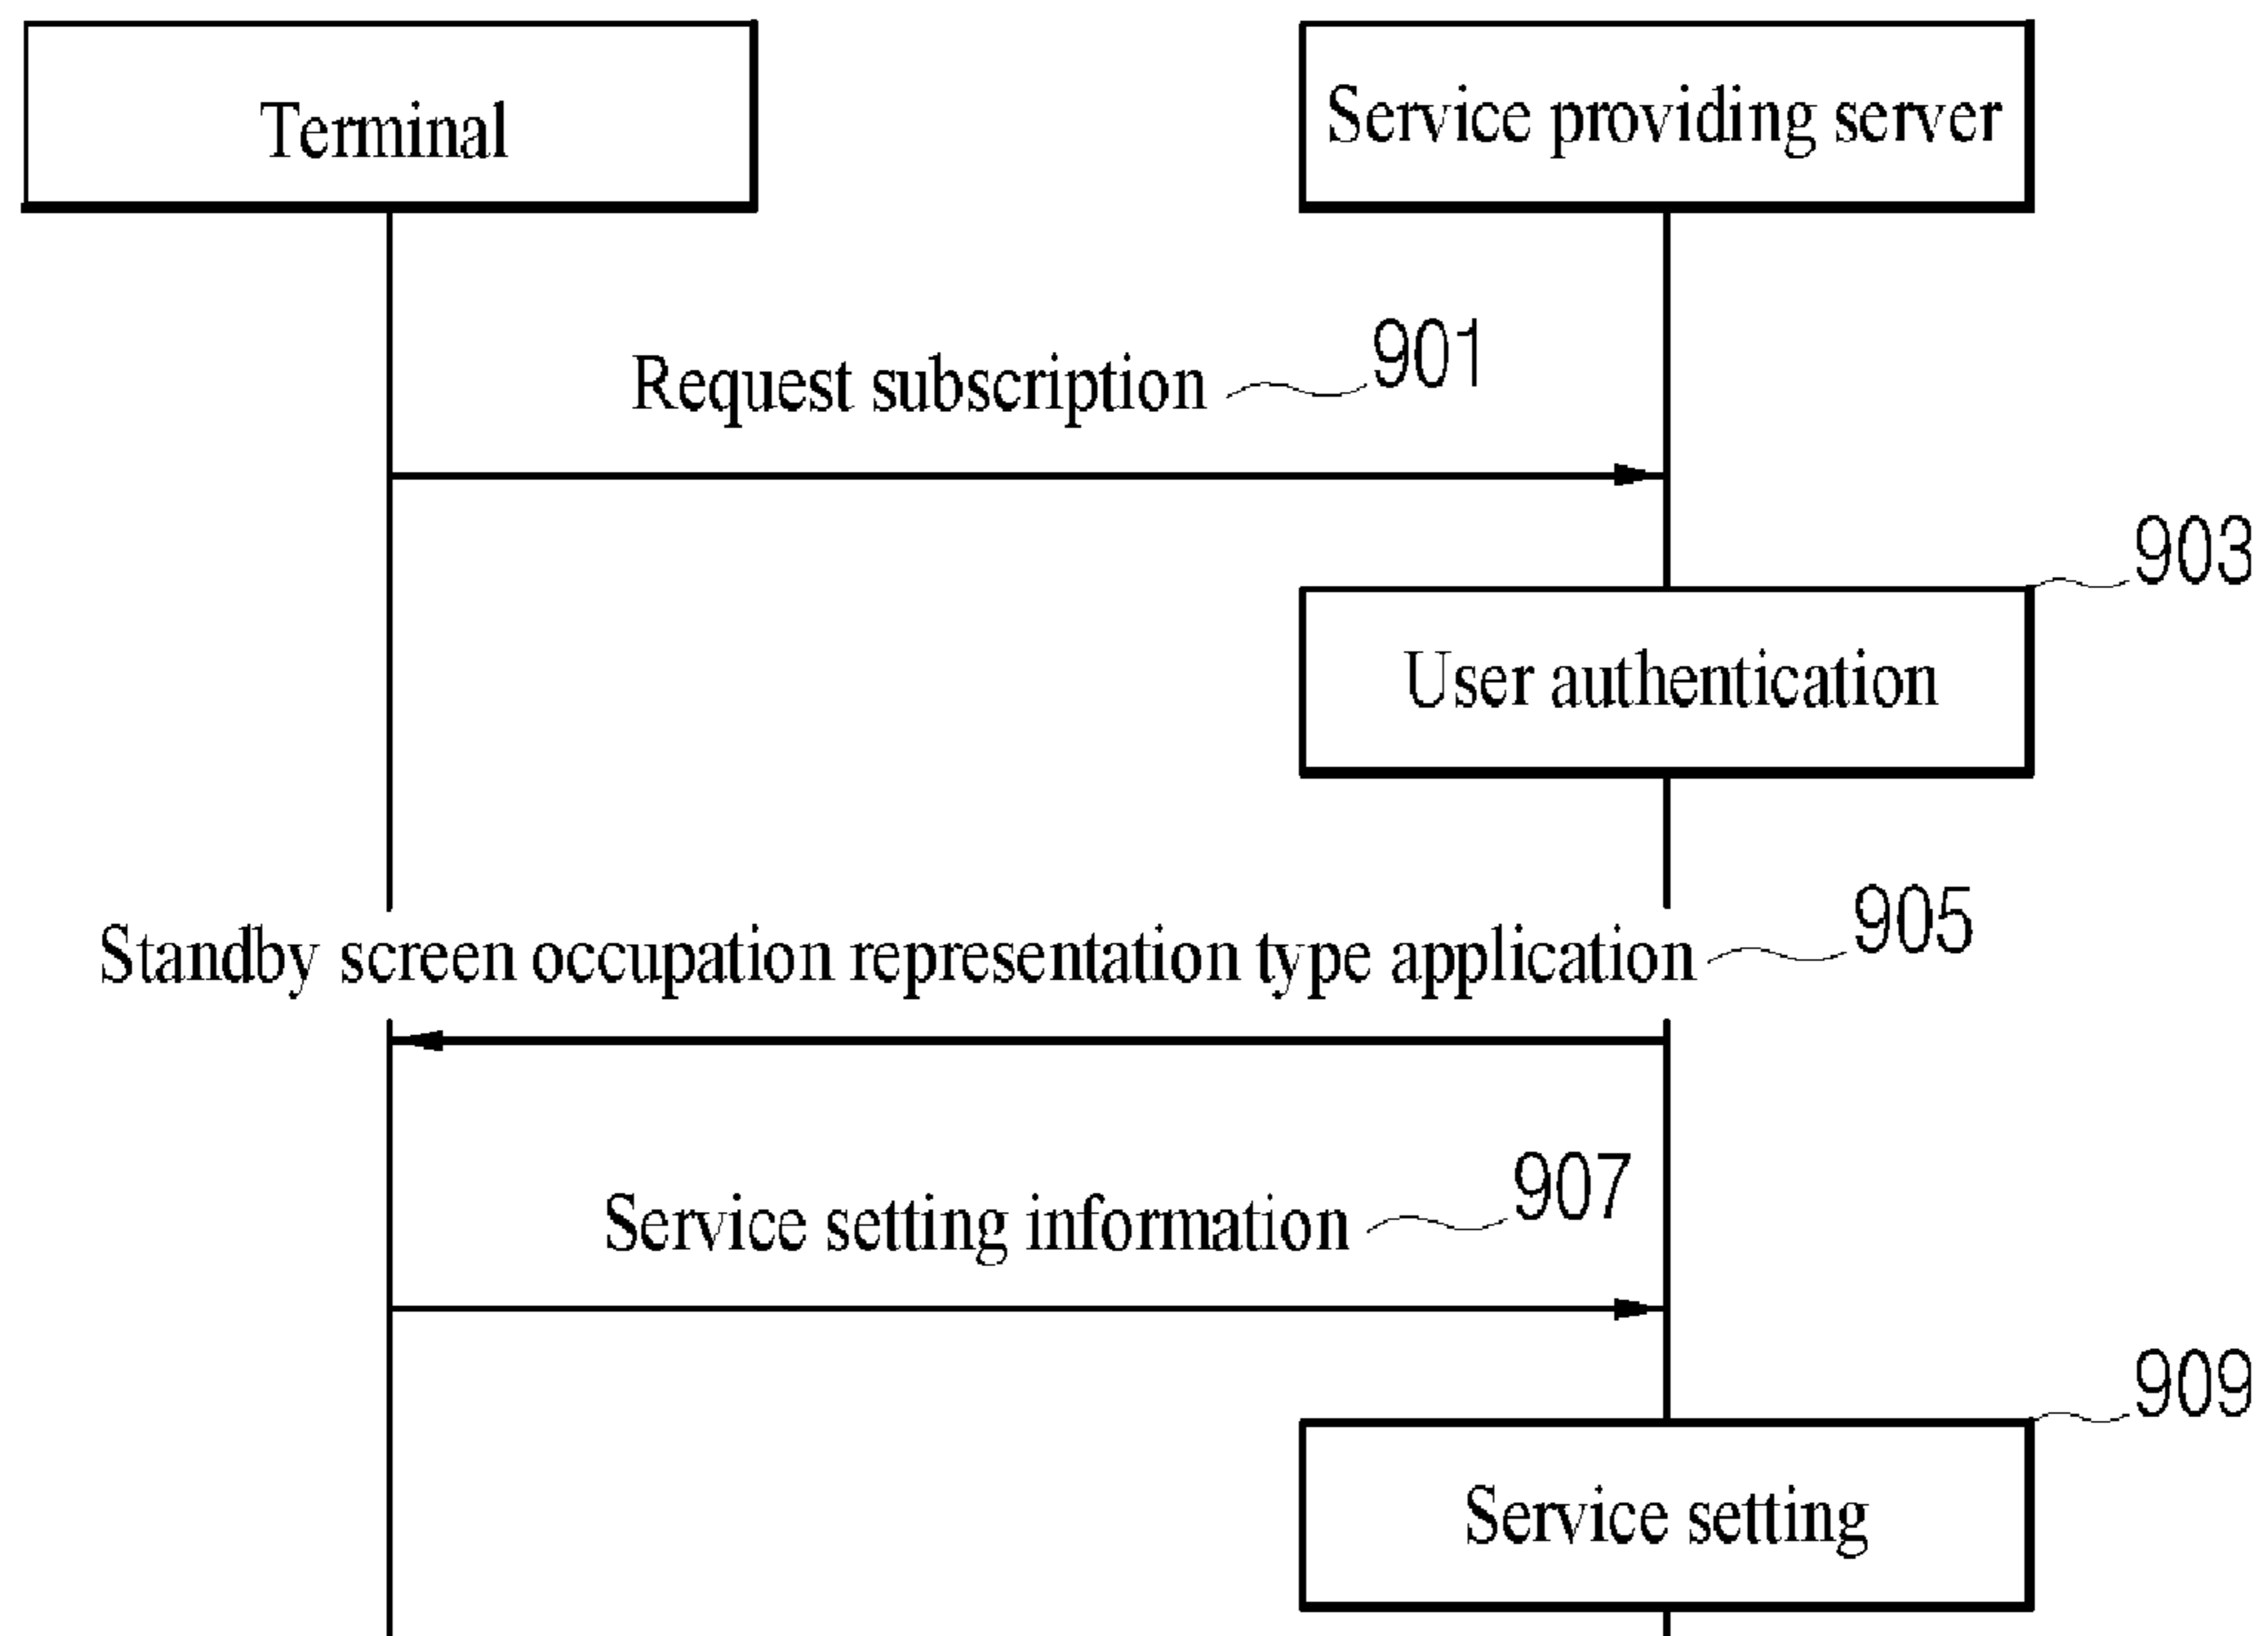 Terminal
Service providing server
Request subscription 901
903
User authentication
Standby screen occupation representation type application 905
Service setting information 907
909
Service setting